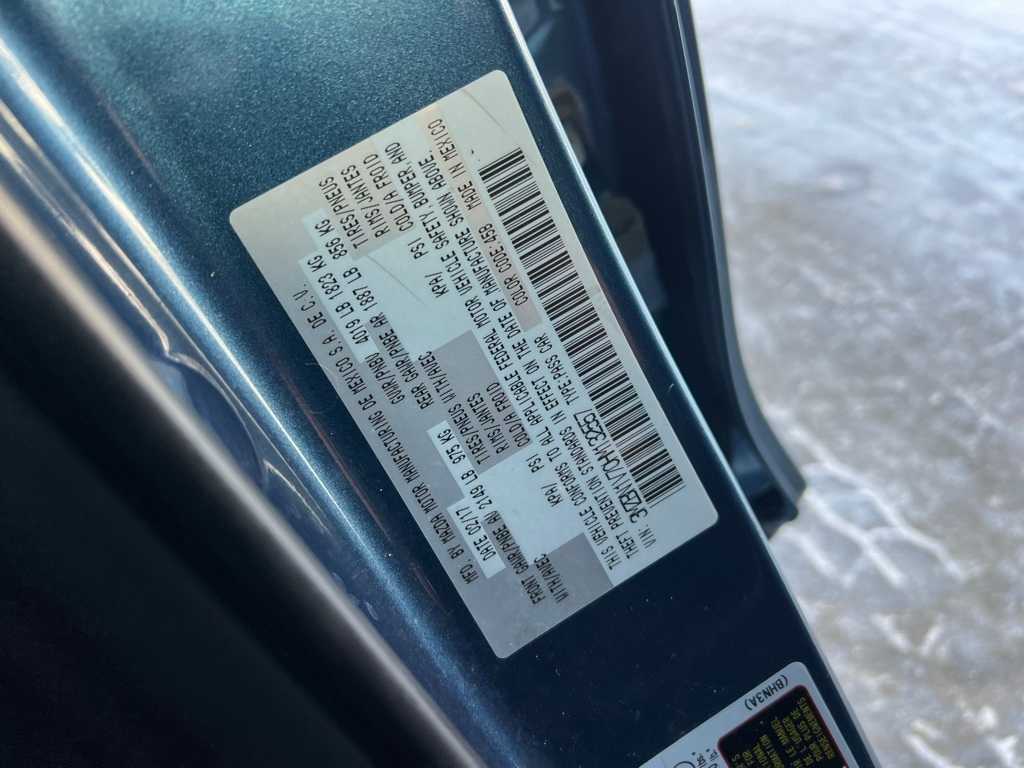 MFD. BY MAZDA MOTOR MANUFACTURING DE MEXICO S.A. DE C.V.
DATE 02/17 GVWR/PNBV 4019 LB 1823 KG
FRONT GAWR/PNBE AV 2149 LB 975 KG REAR GAWR/PNBE AR 1887 LB 856 KG
WITH/AVEC TIRES/PNEUS WITH/AVEC TIRES/PNEUS
RIMS/JANTES RIMS/JANTES
KPA/ PSI COLD/A FROID KPA/ PSI COLD/A FROID
THIS VEHICLE CONFORMS TO ALL APPLICABLE FEDERAL MOTOR VEHICLE SAFETY, BUMPER, AND
THEFT PREVENTION STANDARDS IN EFFECT ON THE DATE OF MANUFACTURE SHOWN ABOVE.
VIN: TYPE-PASS CAR COLOR CODE:45B MADE IN MEXICO
(BHN3A)